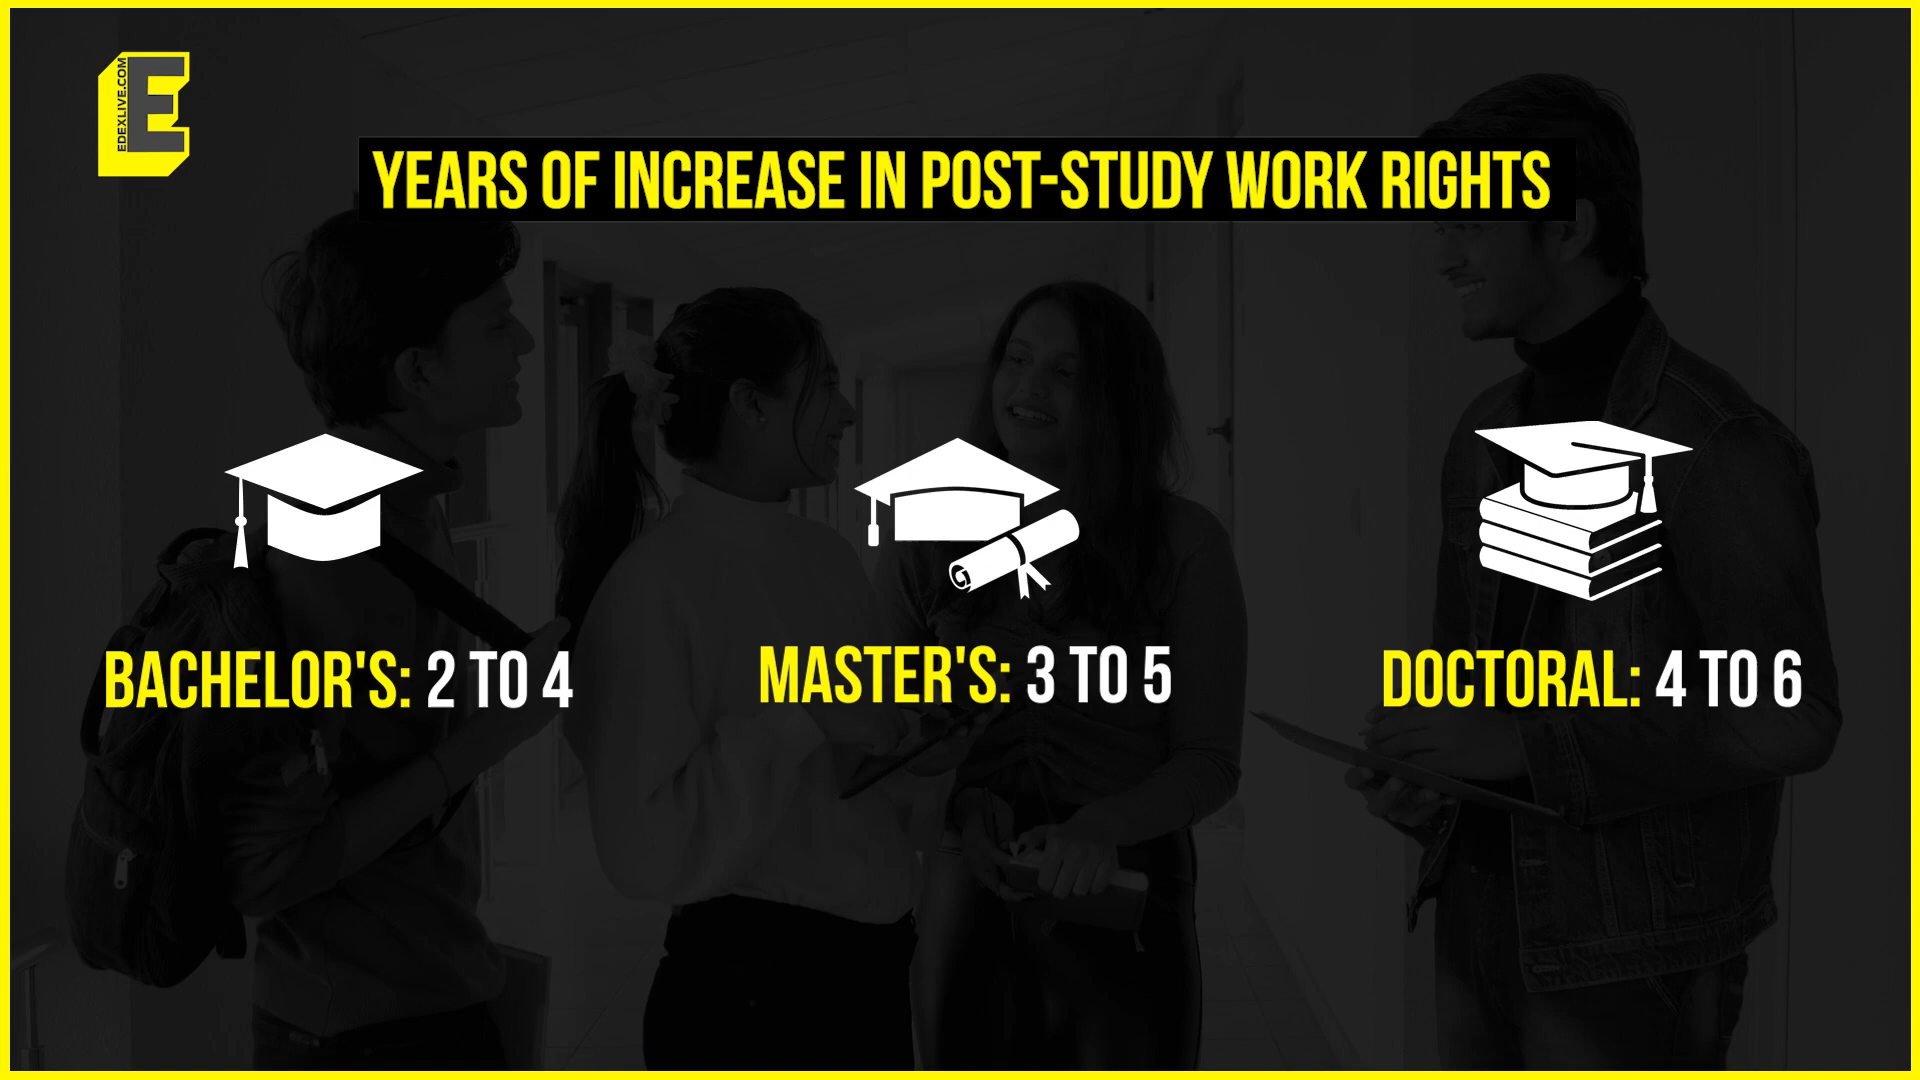 EDEXLIVE.COM
E
YEARS OF INCREASE IN POST-STUDY WORK RIGHTS
BACHELOR'S: 2 TO 4
MASTER'S: 3 TO 5
DOCTORAL: 4 TO 6